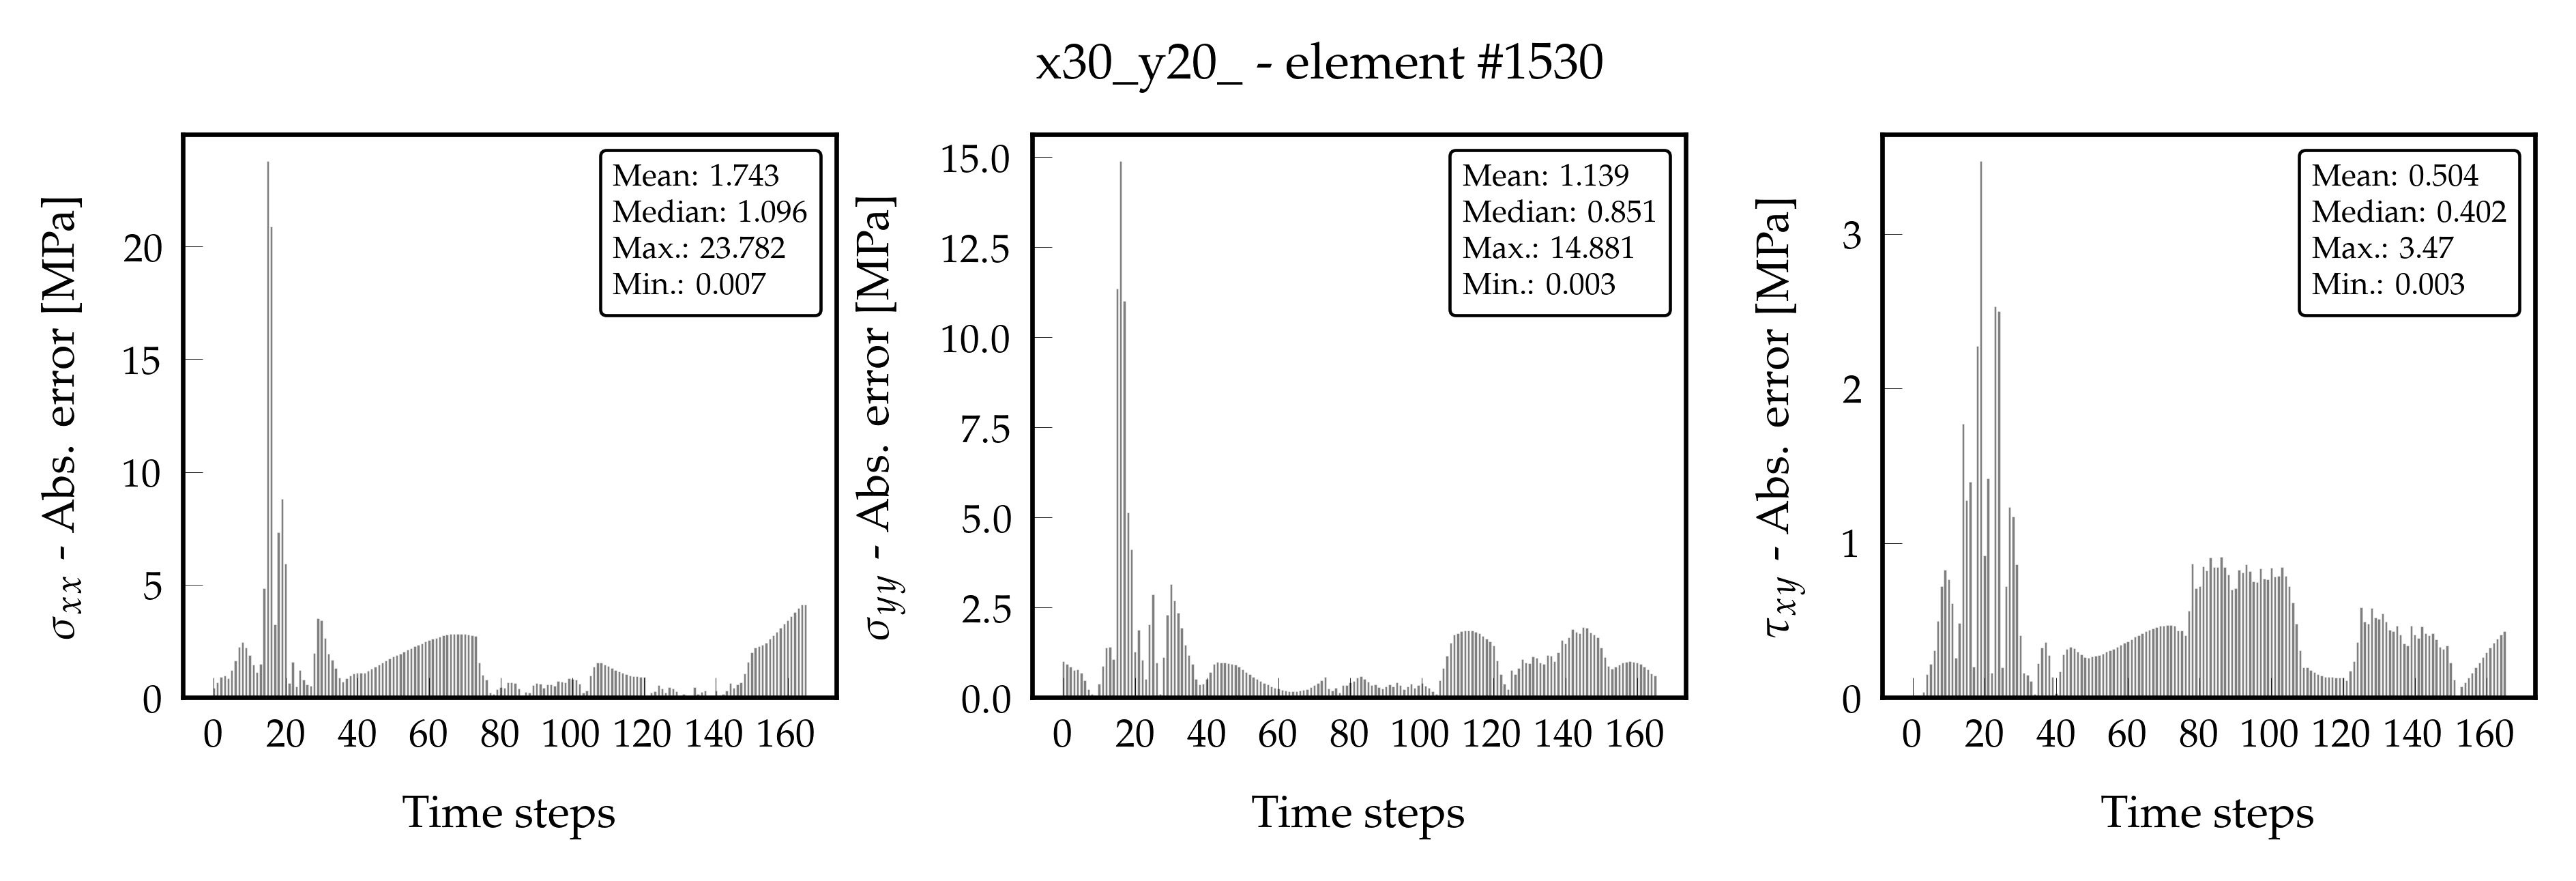 x30_y20_ - element #1530
σxx - Abs. error [MPa]
20
15
10
5
0
Mean: 1.743
Median: 1.096
Max.: 23.782
Min.: 0.007
0 20 40 60 80 100 120 140 160
Time steps
σyy - Abs. error [MPa]
15.0
12.5
10.0
7.5
5.0
2.5
0.0
Mean: 1.139
Median: 0.851
Max.: 14.881
Min.: 0.003
0 20 40 60 80 100 120 140 160
Time steps
τxy - Abs. error [MPa]
3
2
1
0
Mean: 0.504
Median: 0.402
Max.: 3.47
Min.: 0.003
0 20 40 60 80 100 120 140 160
Time steps